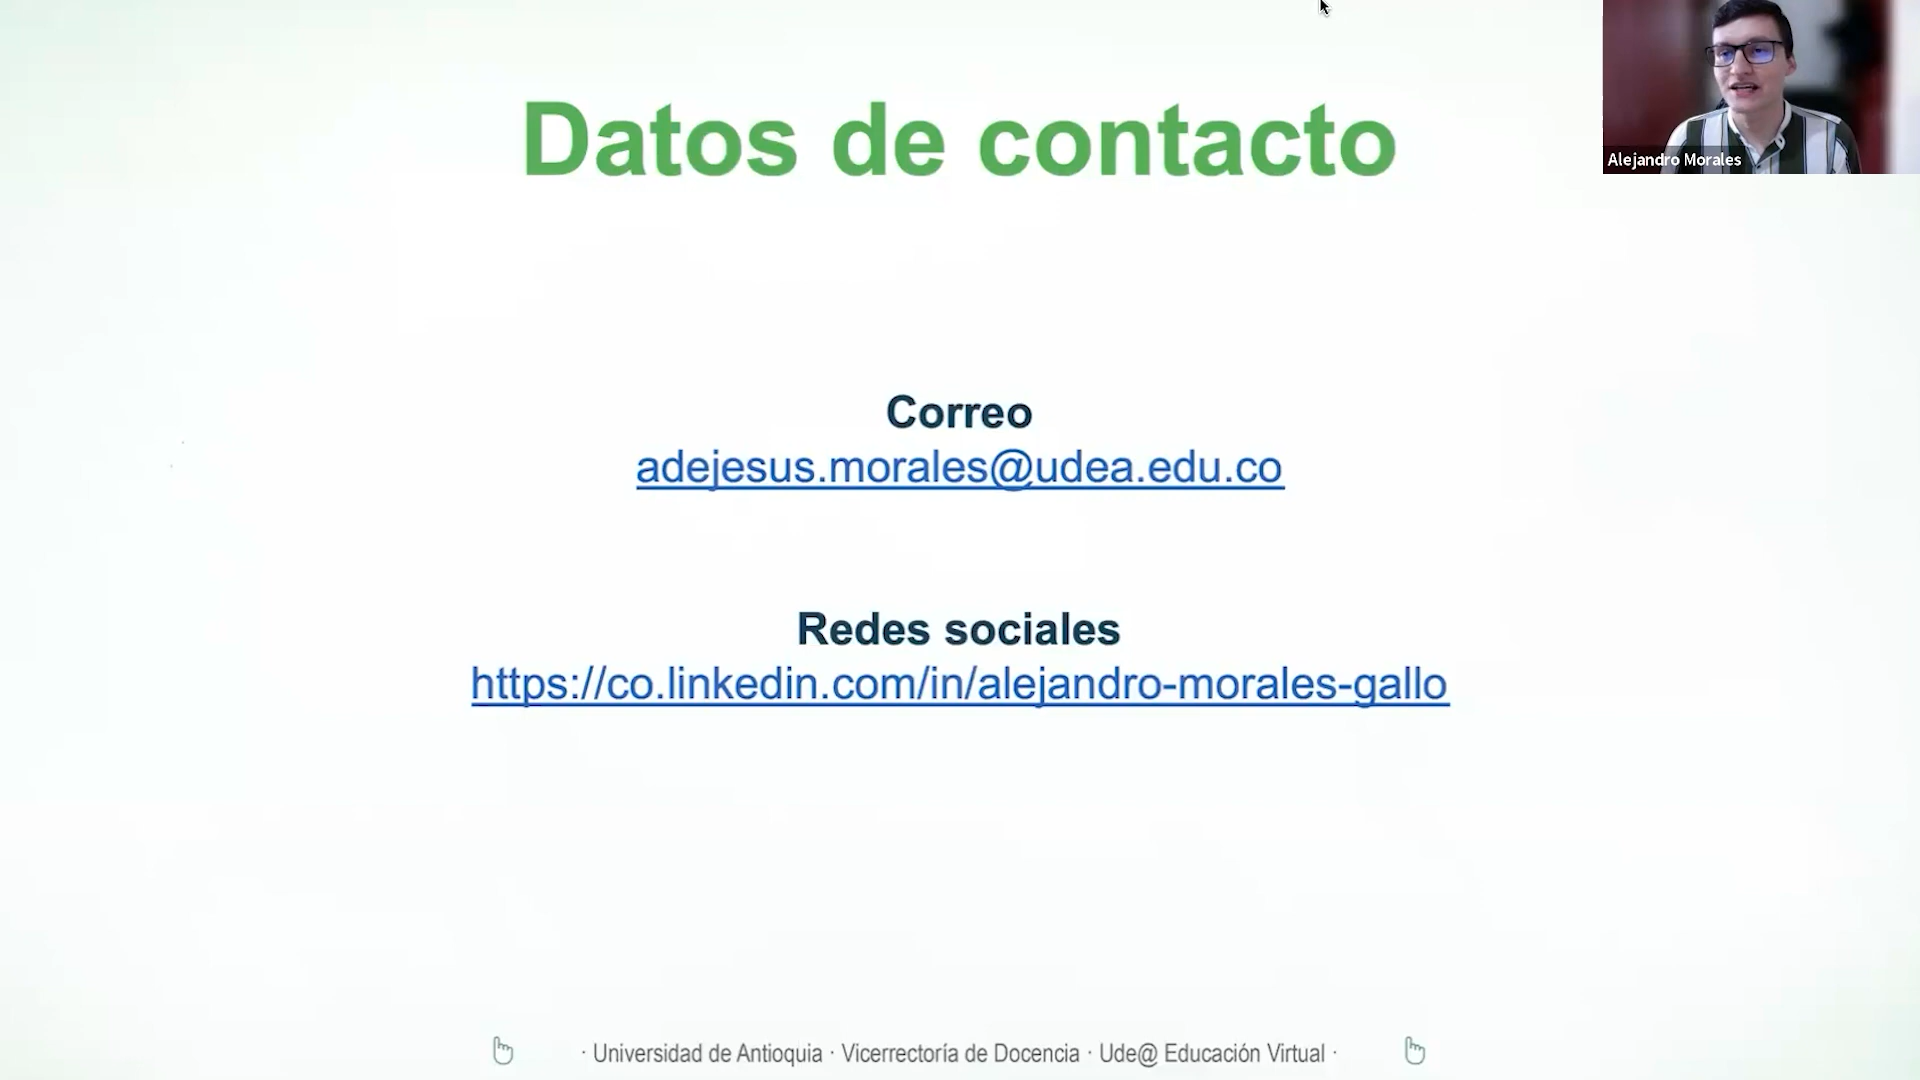 Datos de contacto
Alejandro Morales
Correo
adejesus.morales@udea.edu.co
Redes sociales
https://co.linkedin.com/in/alejandro-morales-gallo
· Universidad de Antioquia · Vicerrectoría de Docencia · Ude@ Educación Virtual ·